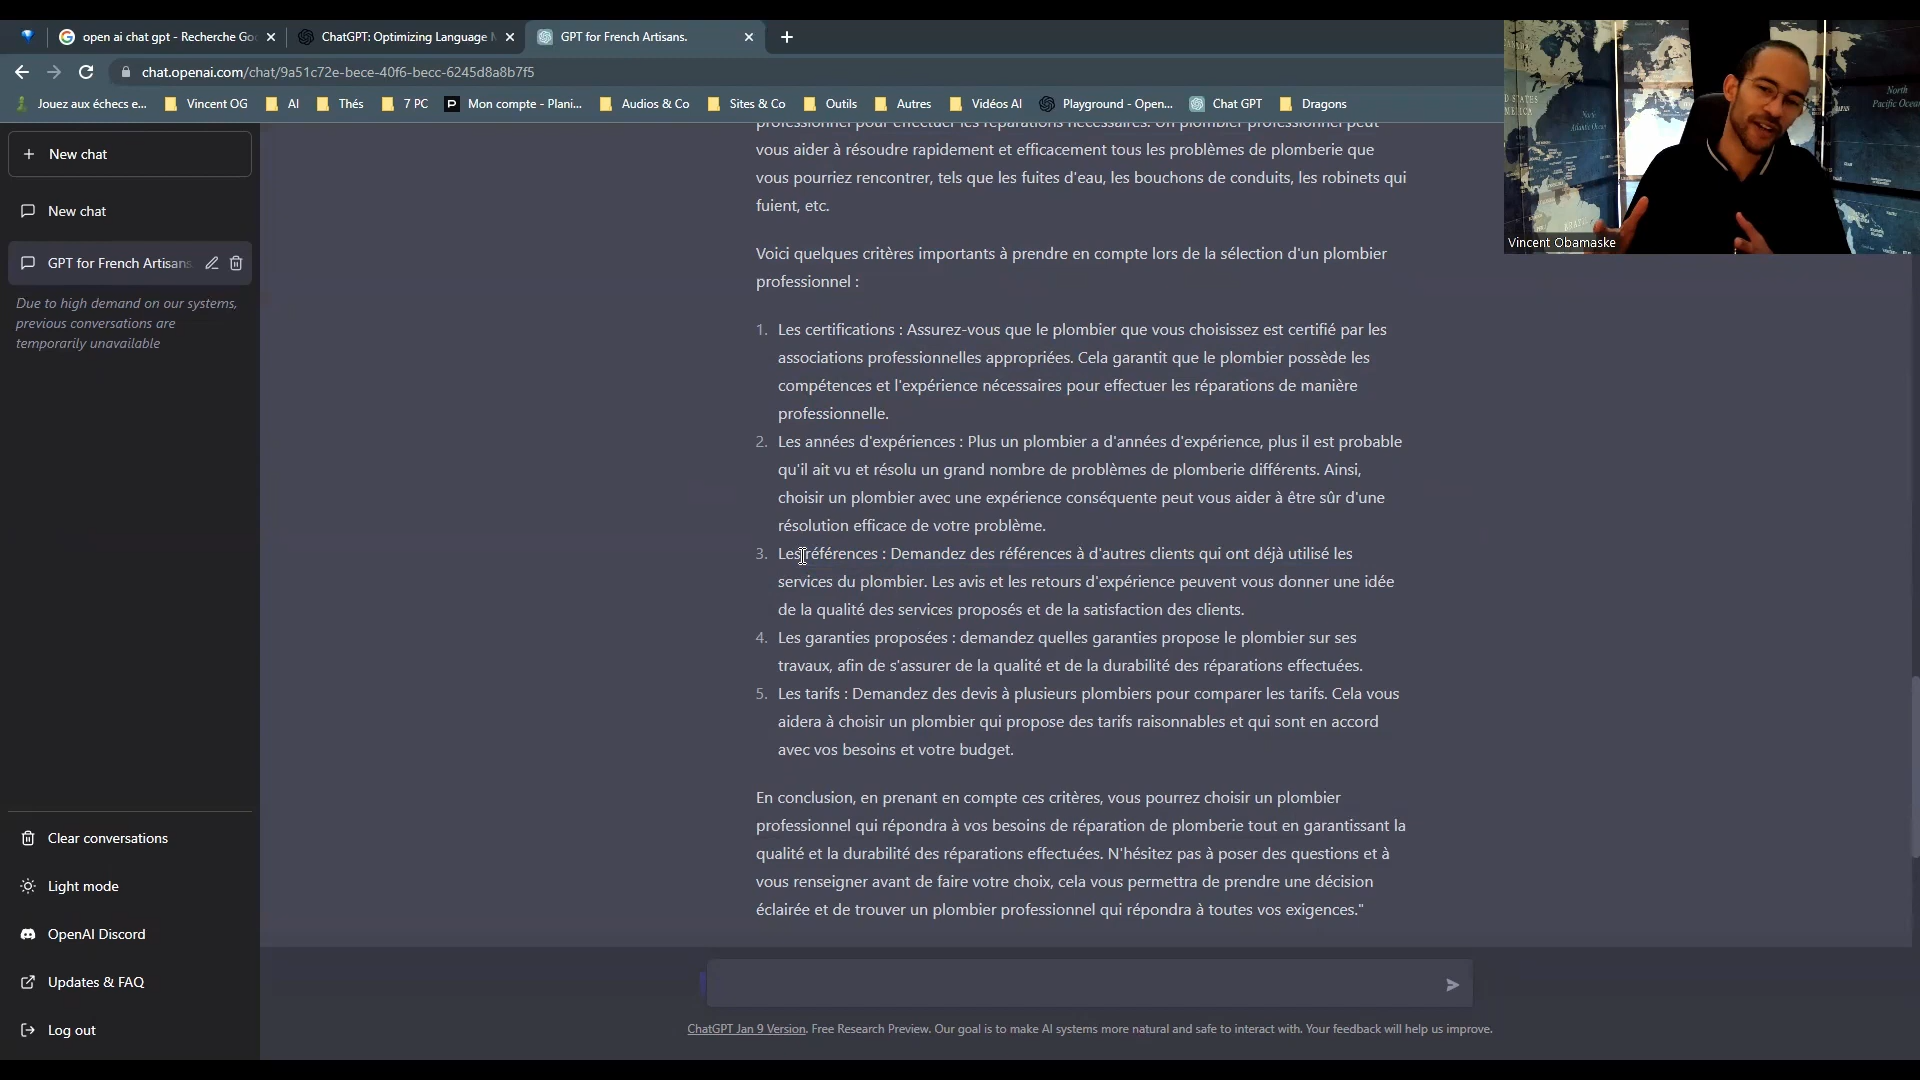 open ai chat gpt - Recherche Go
ChatGPT: Optimizing Language
GPT for French Artisans.
chat.openai.com/chat/9a51c72e-bece-40f6-becc-6245d8a8b7f5
Jouez aux échecs e...
Vincent OG
AI
Thés
7 PC
Mon compte - Plani...
Audios & Co
Sites & Co
Outils
Autres
Vidéos AI
Playground - Open...
Chat GPT
Dragons
New chat
New chat
GPT for French Artisans
Due to high demand on our systems,
previous conversations are
temporarily unavailable
Clear conversations
Light mode
OpenAI Discord
Updates & FAQ
Log out
professionnel pour effectuer les réparations nécessaires. Un plombier professionnel peut
vous aider à résoudre rapidement et efficacement tous les problèmes de plomberie que
vous pourriez rencontrer, tels que les fuites d'eau, les bouchons de conduits, les robinets qui
fuient, etc.
Voici quelques critères importants à prendre en compte lors de la sélection d'un plombier
professionnel :
1. Les certifications : Assurez-vous que le plombier que vous choisissez est certifié par les
associations professionnelles appropriées. Cela garantit que le plombier possède les
compétences et l'expérience nécessaires pour effectuer les réparations de manière
professionnelle.
2. Les années d'expériences : Plus un plombier a d'années d'expérience, plus il est probable
qu'il ait vu et résolu un grand nombre de problèmes de plomberie différents. Ainsi,
choisir un plombier avec une expérience conséquente peut vous aider à être sûr d'une
résolution efficace de votre problème.
3. Les références : Demandez des références à d'autres clients qui ont déjà utilisé les
services du plombier. Les avis et les retours d'expérience peuvent vous donner une idée
de la qualité des services proposés et de la satisfaction des clients.
4. Les garanties proposées : demandez quelles garanties propose le plombier sur ses
travaux, afin de s'assurer de la qualité et de la durabilité des réparations effectuées.
5. Les tarifs : Demandez des devis à plusieurs plombiers pour comparer les tarifs. Cela vous
aidera à choisir un plombier qui propose des tarifs raisonnables et qui sont en accord
avec vos besoins et votre budget.
En conclusion, en prenant en compte ces critères, vous pourrez choisir un plombier
professionnel qui répondra à vos besoins de réparation de plomberie tout en garantissant la
qualité et la durabilité des réparations effectuées. N'hésitez pas à poser des questions et à
vous renseigner avant de faire votre choix, cela vous permettra de prendre une décision
éclairée et de trouver un plombier professionnel qui répondra à toutes vos exigences."
ChatGPT Jan 9 Version. Free Research Preview. Our goal is to make AI systems more natural and safe to interact with. Your feedback will help us improve.
North
Pacific Ocean
Vincent Obamaske